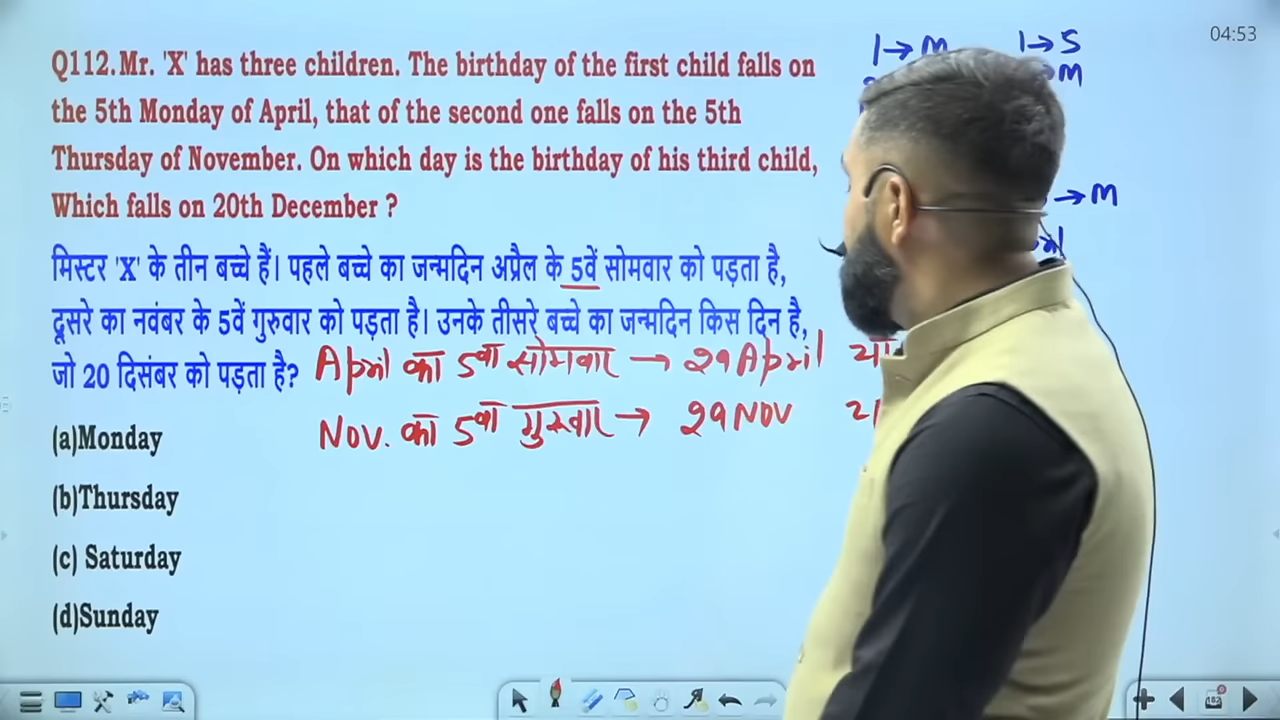 04:53
Q112.Mr. 'X' has three children. The birthday of the first child falls on
the 5th Monday of April, that of the second one falls on the 5th
Thursday of November. On which day is the birthday of his third child,
Which falls on 20th December ?
1→M 1→S
→M
→M
मिस्टर 'X' के तीन बच्चे हैं। पहले बच्चे का जन्मदिन अप्रैल के 5वें सोमवार को पड़ता है,
दूसरे का नवंबर के 5वें गुरुवार को पड़ता है। उनके तीसरे बच्चे का जन्मदिन किस दिन है,
जो 20 दिसंबर को पड़ता है?
April का 5वा सोमवार → 29 April या
Nov. का 5वा गुरुवार → 29 Nov
(a)Monday
(b)Thursday
(c) Saturday
(d)Sunday